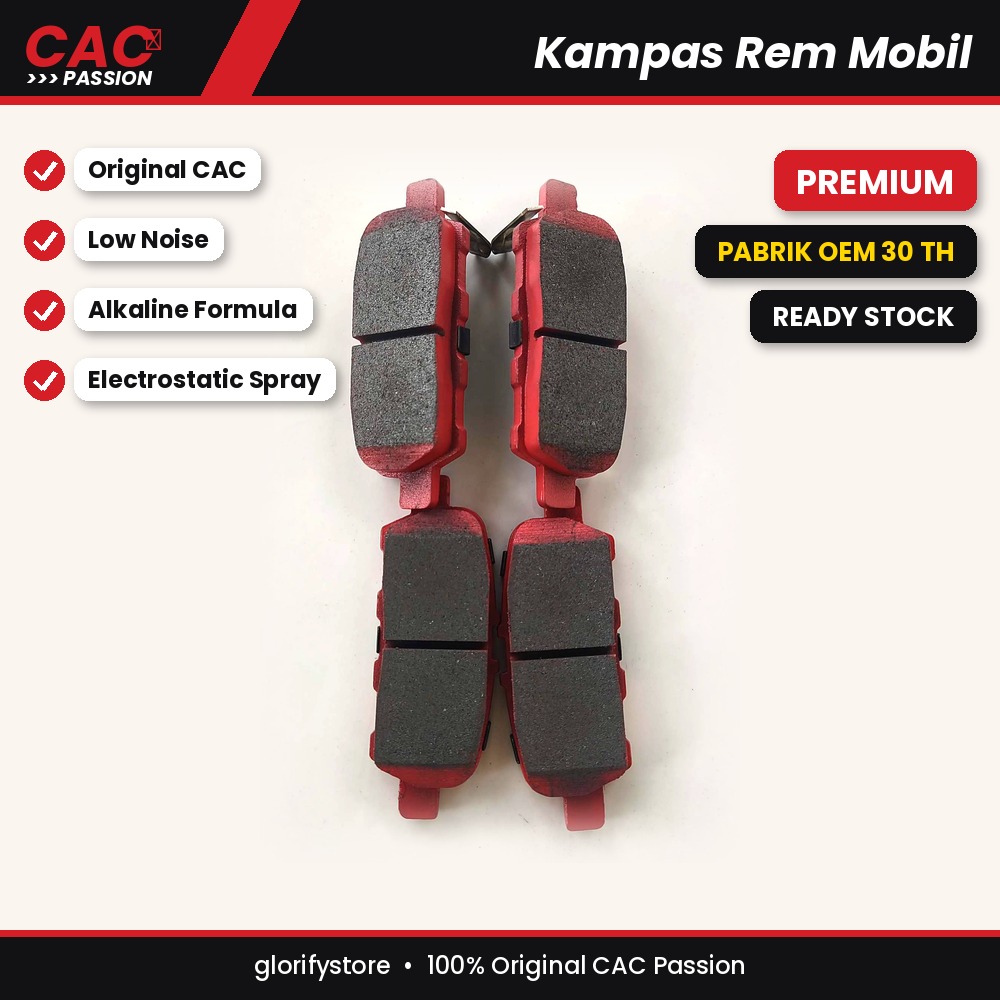 CAC
>>> PASSION
Kampas Rem Mobil
Original CAC
Low Noise
Alkaline Formula
Electrostatic Spray
PREMIUM
PABRIK OEM 30 TH
READY STOCK
glorifystore • 100% Original CAC Passion